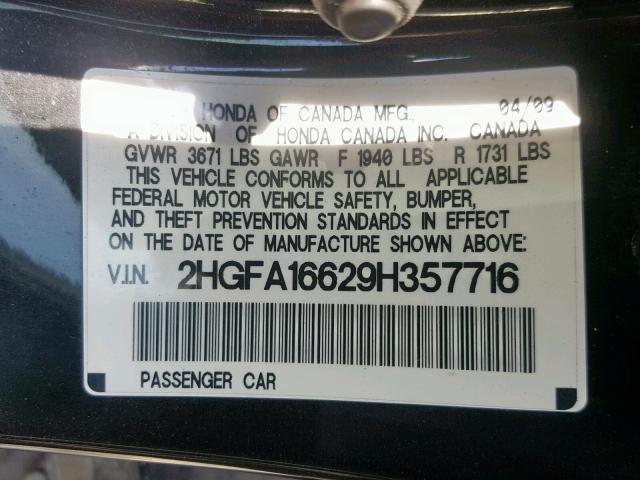 HONDA OF CANADA MFG., 04/09
A DIVISION OF HONDA CANADA INC. CANADA
GVWR 3671 LBS GAWR F 1940 LBS R 1731 LBS
THIS VEHICLE CONFORMS TO ALL APPLICABLE
FEDERAL MOTOR VEHICLE SAFETY, BUMPER,
AND THEFT PREVENTION STANDARDS IN EFFECT
ON THE DATE OF MANUFACTURE SHOWN ABOVE:
V.I.N. 2HGFA16629H357716
PASSENGER CAR